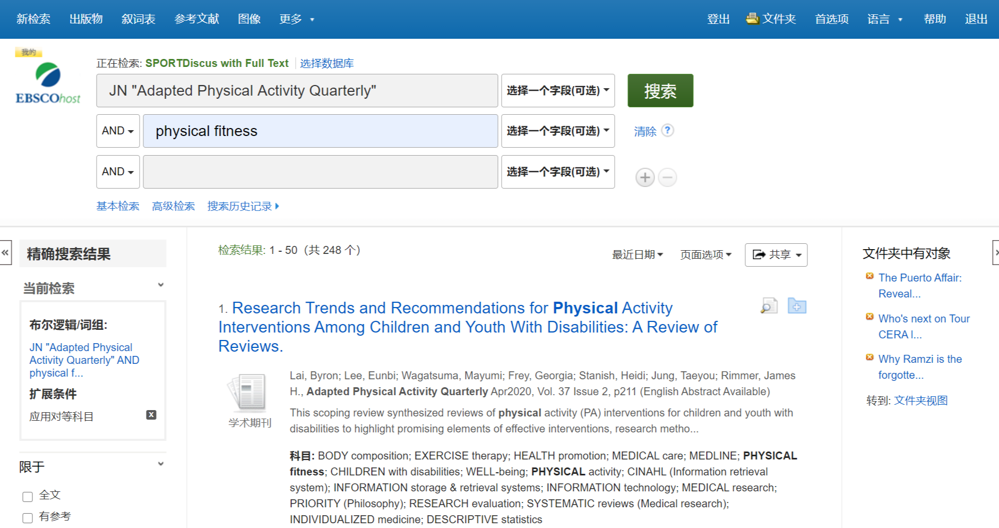 新检索 出版物 叙词表 参考文献 图像 更多 登出 文件夹 首选项 语言 帮助 退出
我的
EBSCOhost
正在检索: SPORTDiscus with Full Text 选择数据库
JN "Adapted Physical Activity Quarterly" 选择一个字段(可选) 搜索
AND physical fitness 选择一个字段(可选) 清除 ?
AND 选择一个字段(可选)
基本检索 高级检索 搜索历史记录
«
精确搜索结果
当前检索
布尔逻辑/词组:
JN "Adapted Physical
Activity Quarterly" AND
physical f...
扩展条件
应用对等科目 x
限于
全文
有参考
检索结果: 1 - 50（共 248 个）
最近日期 页面选项 共享
1. Research Trends and Recommendations for Physical Activity
Interventions Among Children and Youth With Disabilities: A Review of
Reviews.
学术期刊
Lai, Byron; Lee, Eunbi; Wagatsuma, Mayumi; Frey, Georgia; Stanish, Heidi; Jung, Taeyou; Rimmer, James
H., Adapted Physical Activity Quarterly Apr2020, Vol. 37 Issue 2, p211 (English Abstract Available)
This scoping review synthesized reviews of physical activity (PA) interventions for children and youth with
disabilities to highlight promising elements of effective interventions, research metho...
科目: BODY composition; EXERCISE therapy; HEALTH promotion; MEDICAL care; MEDLINE; PHYSICAL
fitness; CHILDREN with disabilities; WELL-being; PHYSICAL activity; CINAHL (Information retrieval
system); INFORMATION storage & retrieval systems; INFORMATION technology; MEDICAL research;
PRIORITY (Philosophy); RESEARCH evaluation; SYSTEMATIC reviews (Medical research);
INDIVIDUALIZED medicine; DESCRIPTIVE statistics
文件夹中有对象
The Puerto Affair:
Reveal...
Who's next on Tour
CERA l...
Why Ramzi is the
forgotte...
转到: 文件夹视图